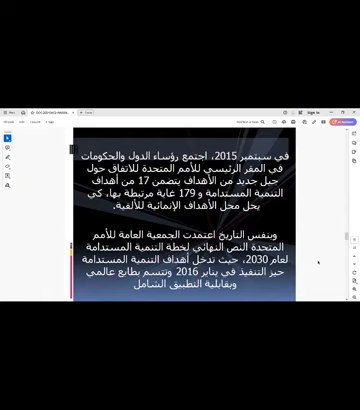 Sign in
في سبتمبر 2015، اجتمع رؤساء الدول والحكومات
في المقر الرئيسي للأمم المتحدة للاتفاق حول
جيل جديد من الأهداف يتضمن 17 من أهداف
التنمية المستدامة و 179 غاية مرتبطة بها، كي
يحل محل الأهداف الإنمائية للألفية.
وبنفس التاريخ اعتمدت الجمعية العامة للأمم
المتحدة النص النهائي لخطة التنمية المستدامة
لعام 2030، حيث تدخل أهداف التنمية المستدامة
حيز التنفيذ في يناير 2016 وتتسم بطابع عالمي
وبقابلية التطبيق الشامل